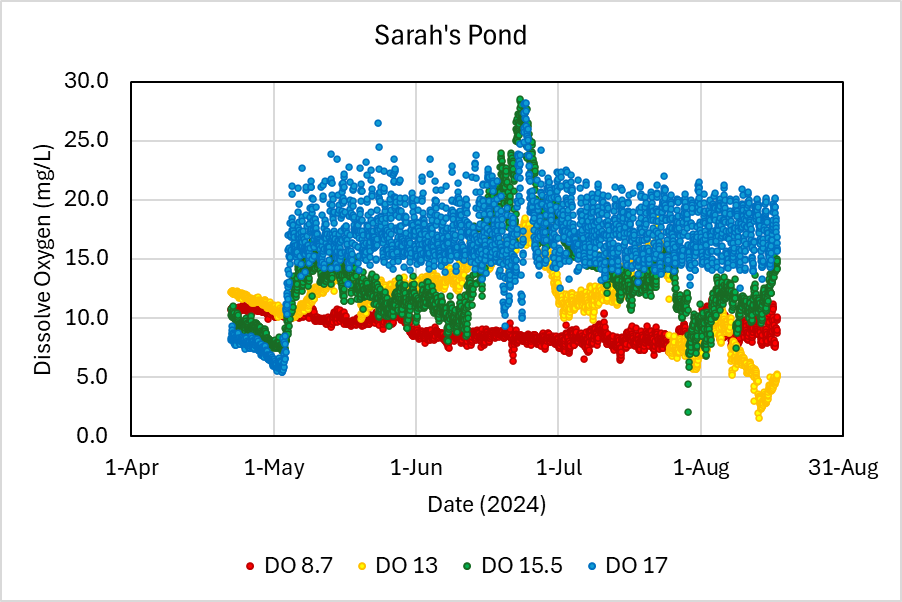 Sarah's Pond
30.0
25.0
20.0
15.0
10.0
5.0
0.0
Dissolve Oxygen (mg/L)
1-Apr 1-May 1-Jun 1-Jul 1-Aug 31-Aug
Date (2024)
DO 8.7 DO 13 DO 15.5 DO 17